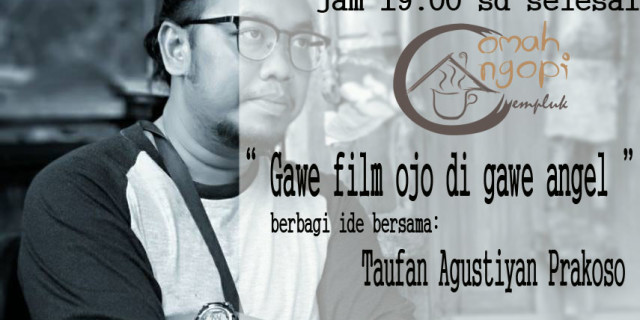 jam 19.00 sd selesai
omah
ngopi
yempluk
“ Gawe film ojo di gawe angel ”
berbagi ide bersama:
Taufan Agustiyan Prakoso